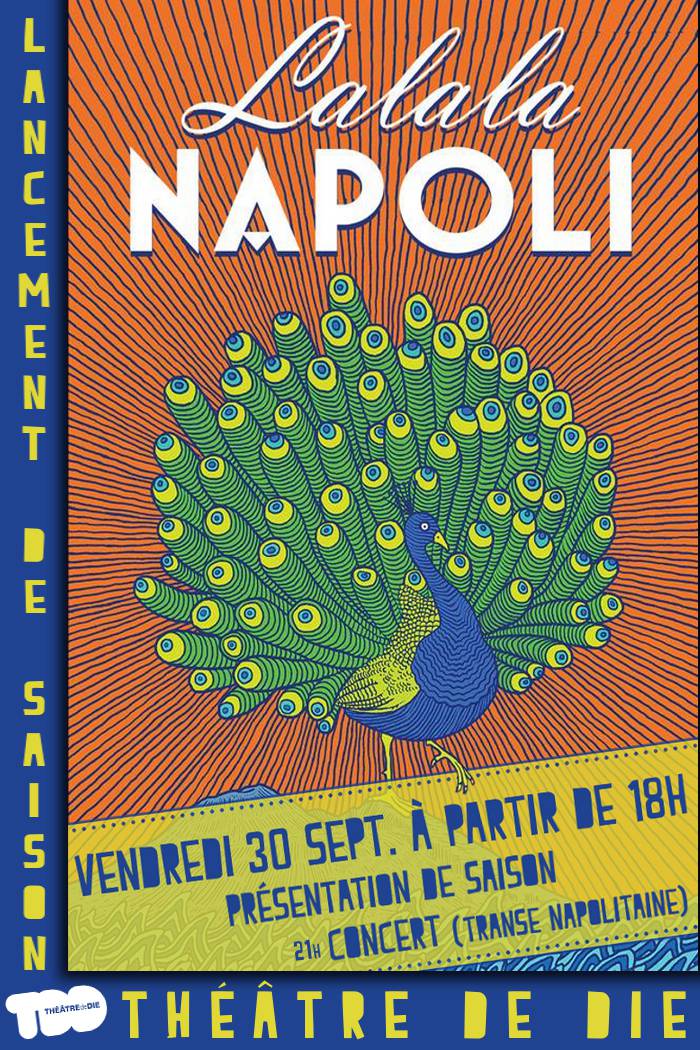 LANCEMENT DE SAISON
Lalala
NAPOLI
VENDREDI 30 SEPT. À PARTIR DE 18H
PRÉSENTATION DE SAISON
21H CONCERT (TRANSE NAPOLITAINE)
THÉÂTRE DE DIE
THÉÂTRE DE DIE